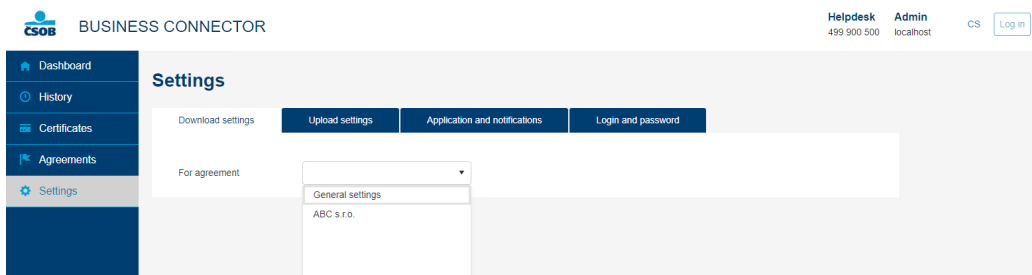 ČSOB
BUSINESS CONNECTOR
Helpdesk
499 900 500
Admin
localhost
CS
Log in
Dashboard
History
Certificates
Agreements
Settings
Settings
Download settings
Upload settings
Application and notifications
Login and password
For agreement
General settings
ABC s.r.o.